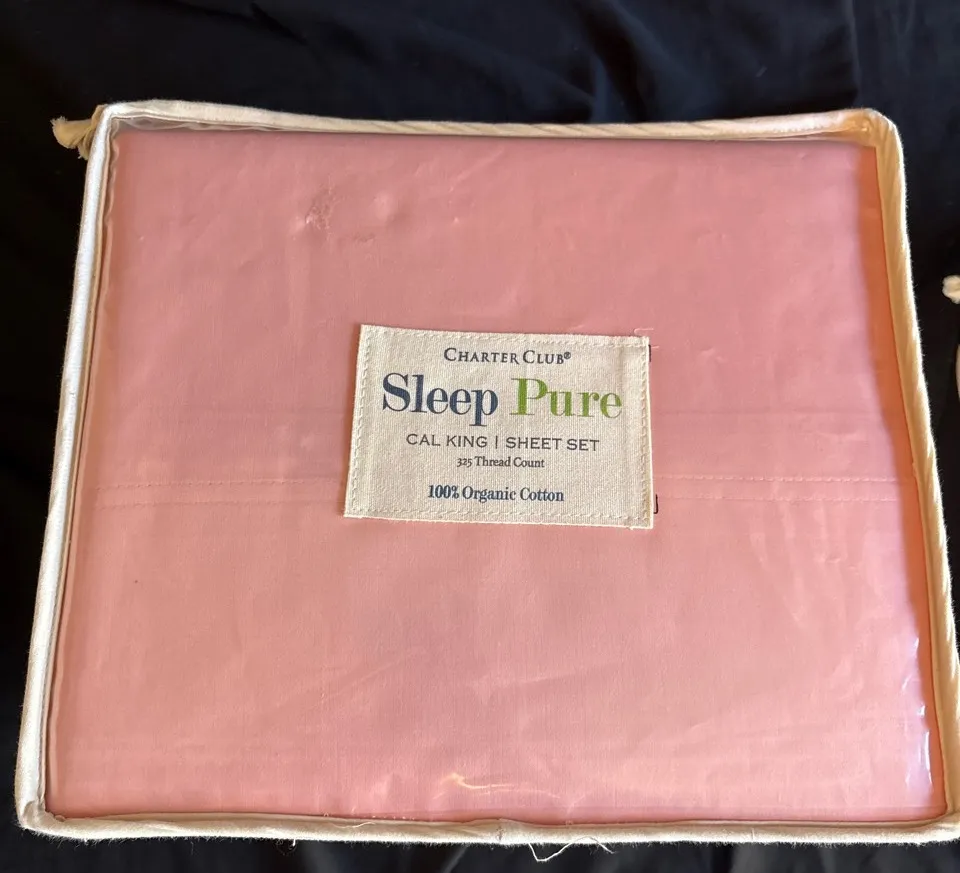 CHARTER CLUB®
Sleep Pure
CAL KING | SHEET SET
325 Thread Count
100% Organic Cotton